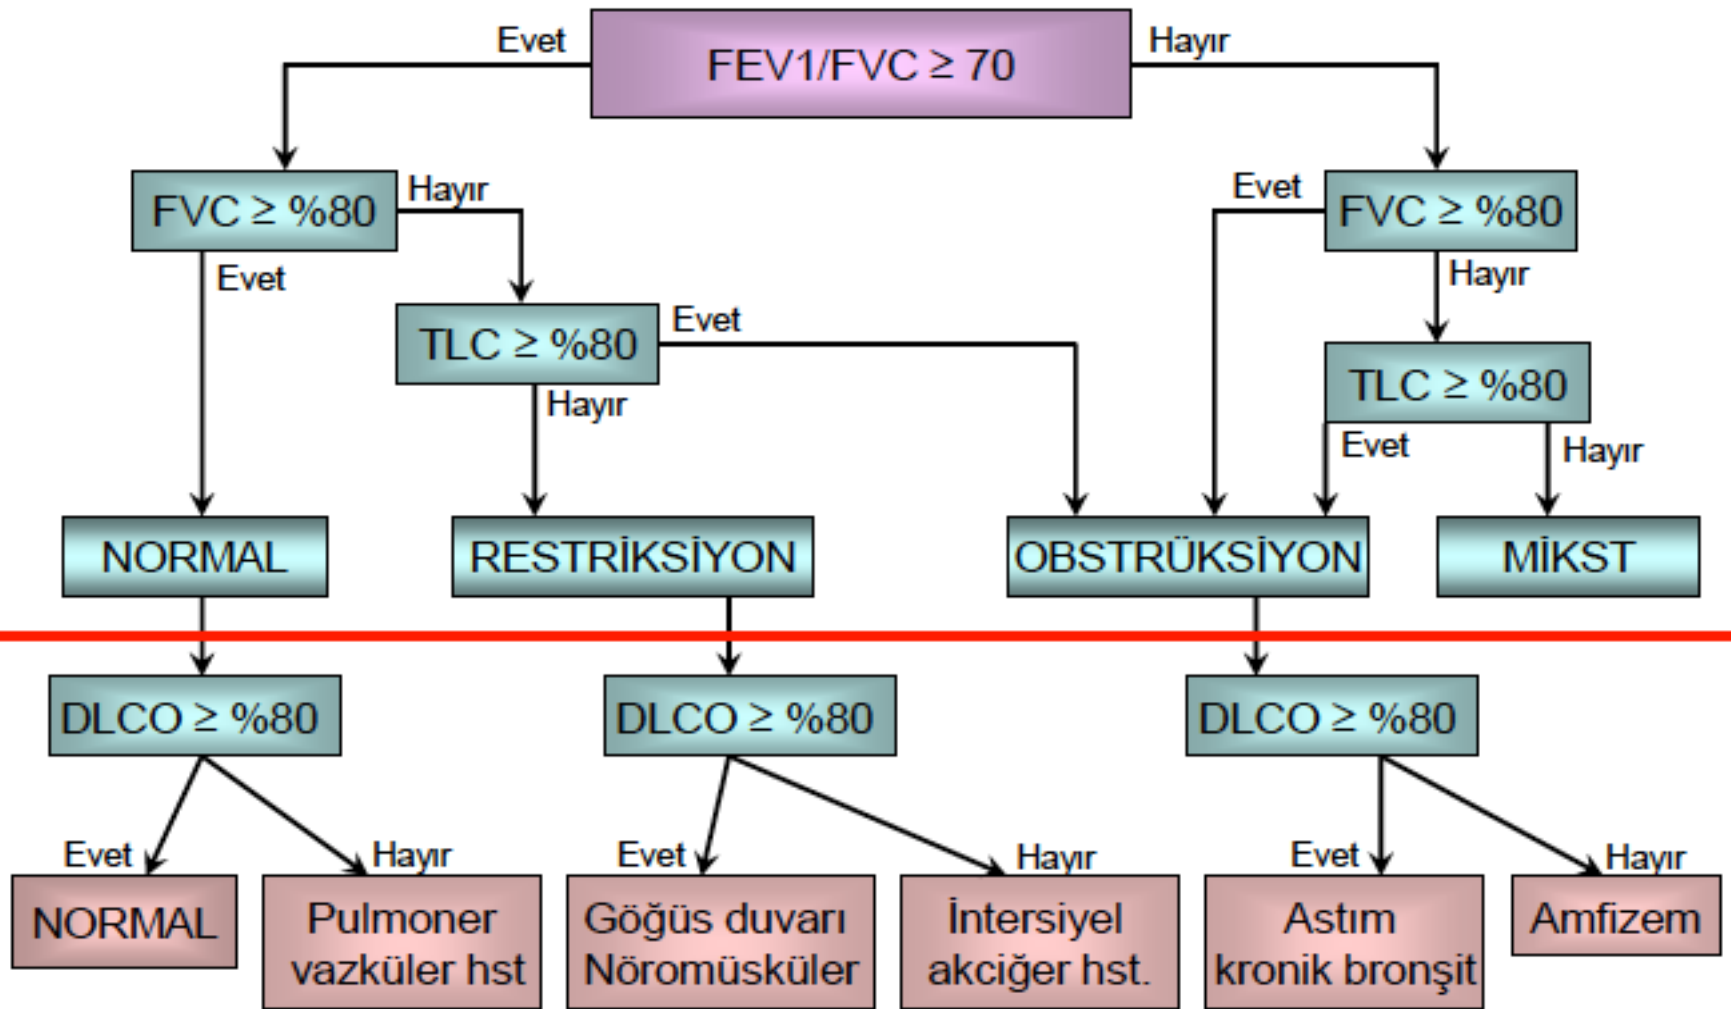 FEV1/FVC ≥ 70
Evet
Hayır
FVC ≥ %80
Hayır
Evet
FVC ≥ %80
Evet
Hayır
TLC ≥ %80
Evet
Hayır
TLC ≥ %80
Evet
Hayır
NORMAL
RESTRİKSİYON
OBSTRÜKSİYON
MİKST
DLCO ≥ %80
DLCO ≥ %80
DLCO ≥ %80
Evet
Hayır
Evet
Hayır
Evet
Hayır
NORMAL
Pulmoner
vazküler hst
Göğüs duvarı
Nöromüsküler
İntersiyel
akciğer hst.
Astım
kronik bronşit
Amfizem